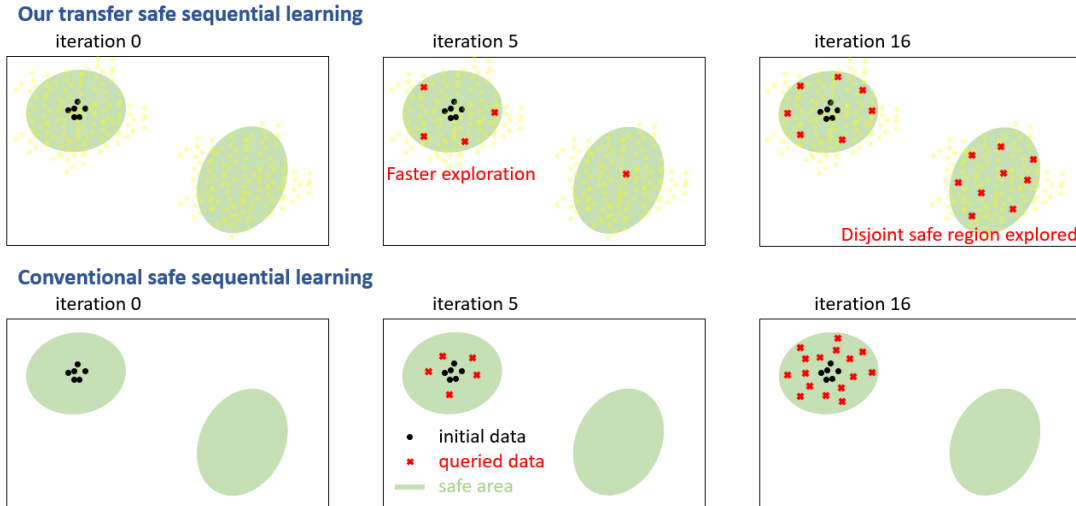 Our transfer safe sequential learning
iteration 0
iteration 5
iteration 16
Faster exploration
Disjoint safe region explored
Conventional safe sequential learning
iteration 0
iteration 5
iteration 16
initial data
queried data
safe area